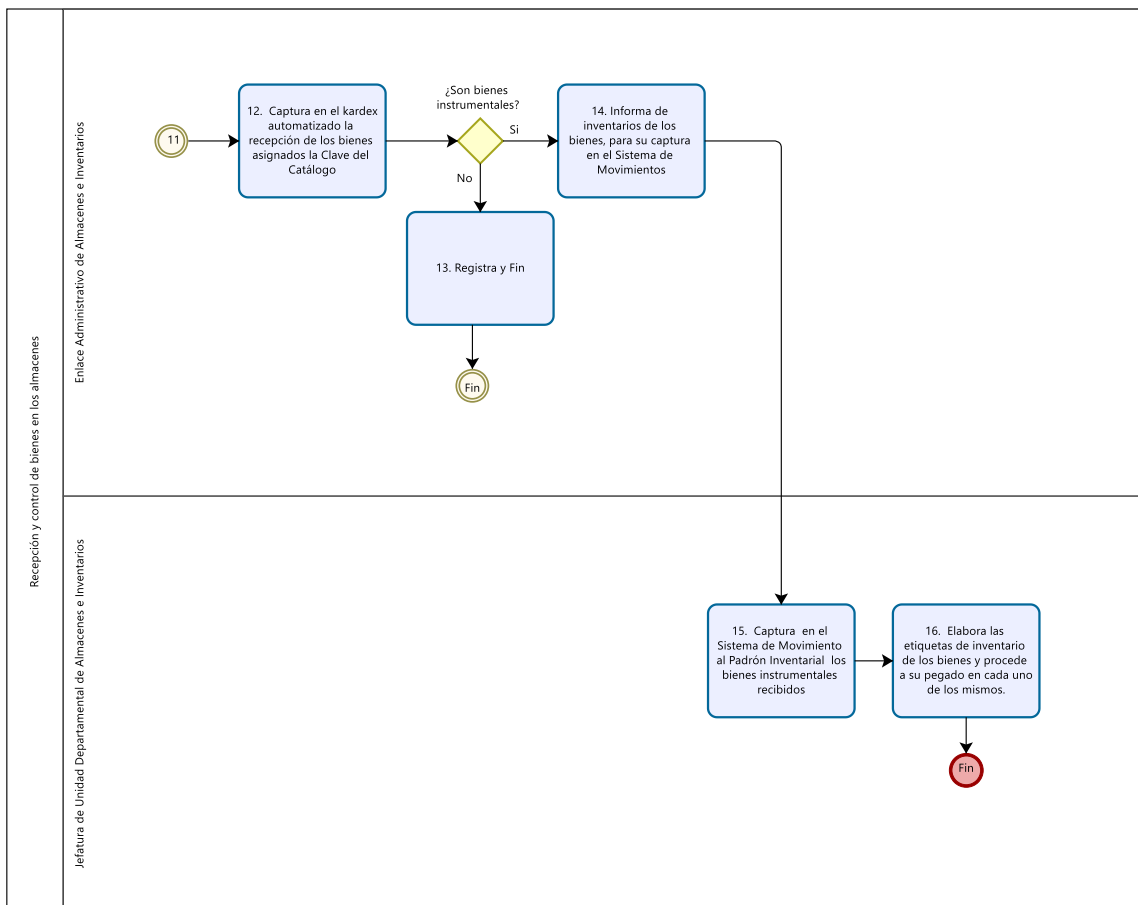 Recepción y control de bienes en los almacenes
Enlace Administrativo de Almacenes e Inventarios
11
12. Captura en el kardex
automatizado la
recepción de los bienes
asignados la Clave del
Catálogo
¿Son bienes
instrumentales?
Si
No
14. Informa de
inventarios de los
bienes, para su captura
en el Sistema de
Movimientos
13. Registra y Fin
Fin
Jefatura de Unidad Departamental de Almacenes e Inventarios
15. Captura en el
Sistema de Movimiento
al Padrón Inventarial los
bienes instrumentales
recibidos
16. Elabora las
etiquetas de inventario
de los bienes y procede
a su pegado en cada uno
de los mismos.
Fin